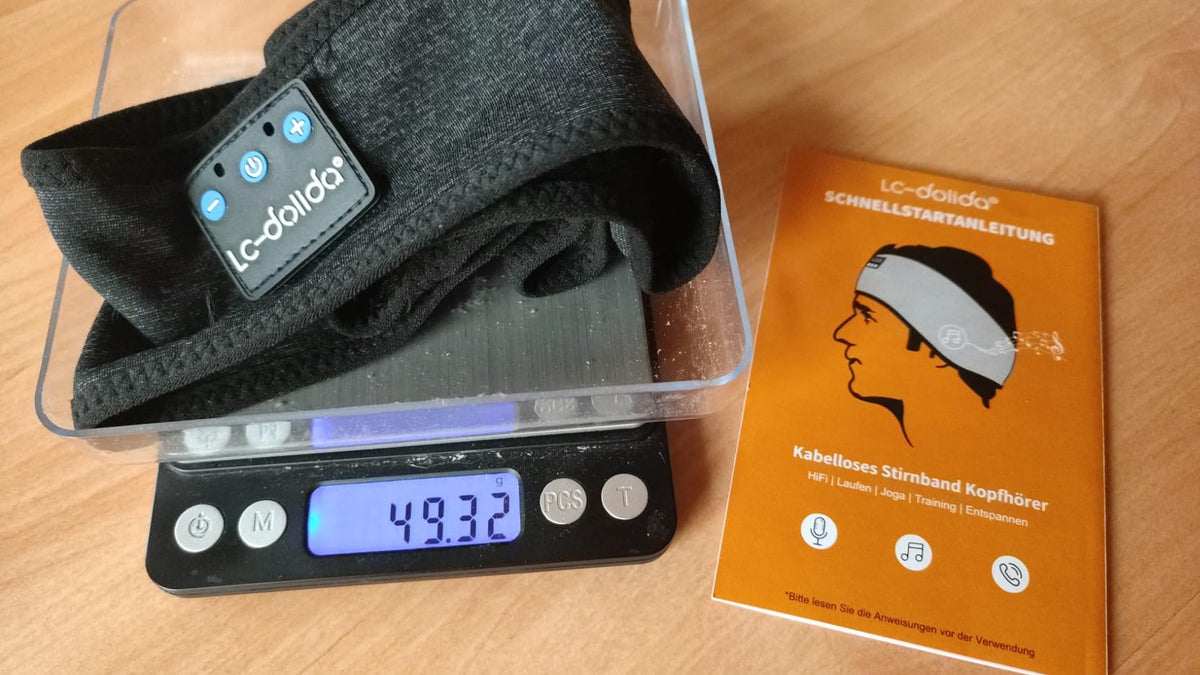 LC-dolida®
M
g
49.32
PCS
T
LC-dolida®
SCHNELLSTARTANLEITUNG
Kabelloses Stirnband Kopfhörer
HiFi | Laufen | Joga | Training | Entspannen
*Bitte lesen Sie die Anweisungen vor der Verwendung